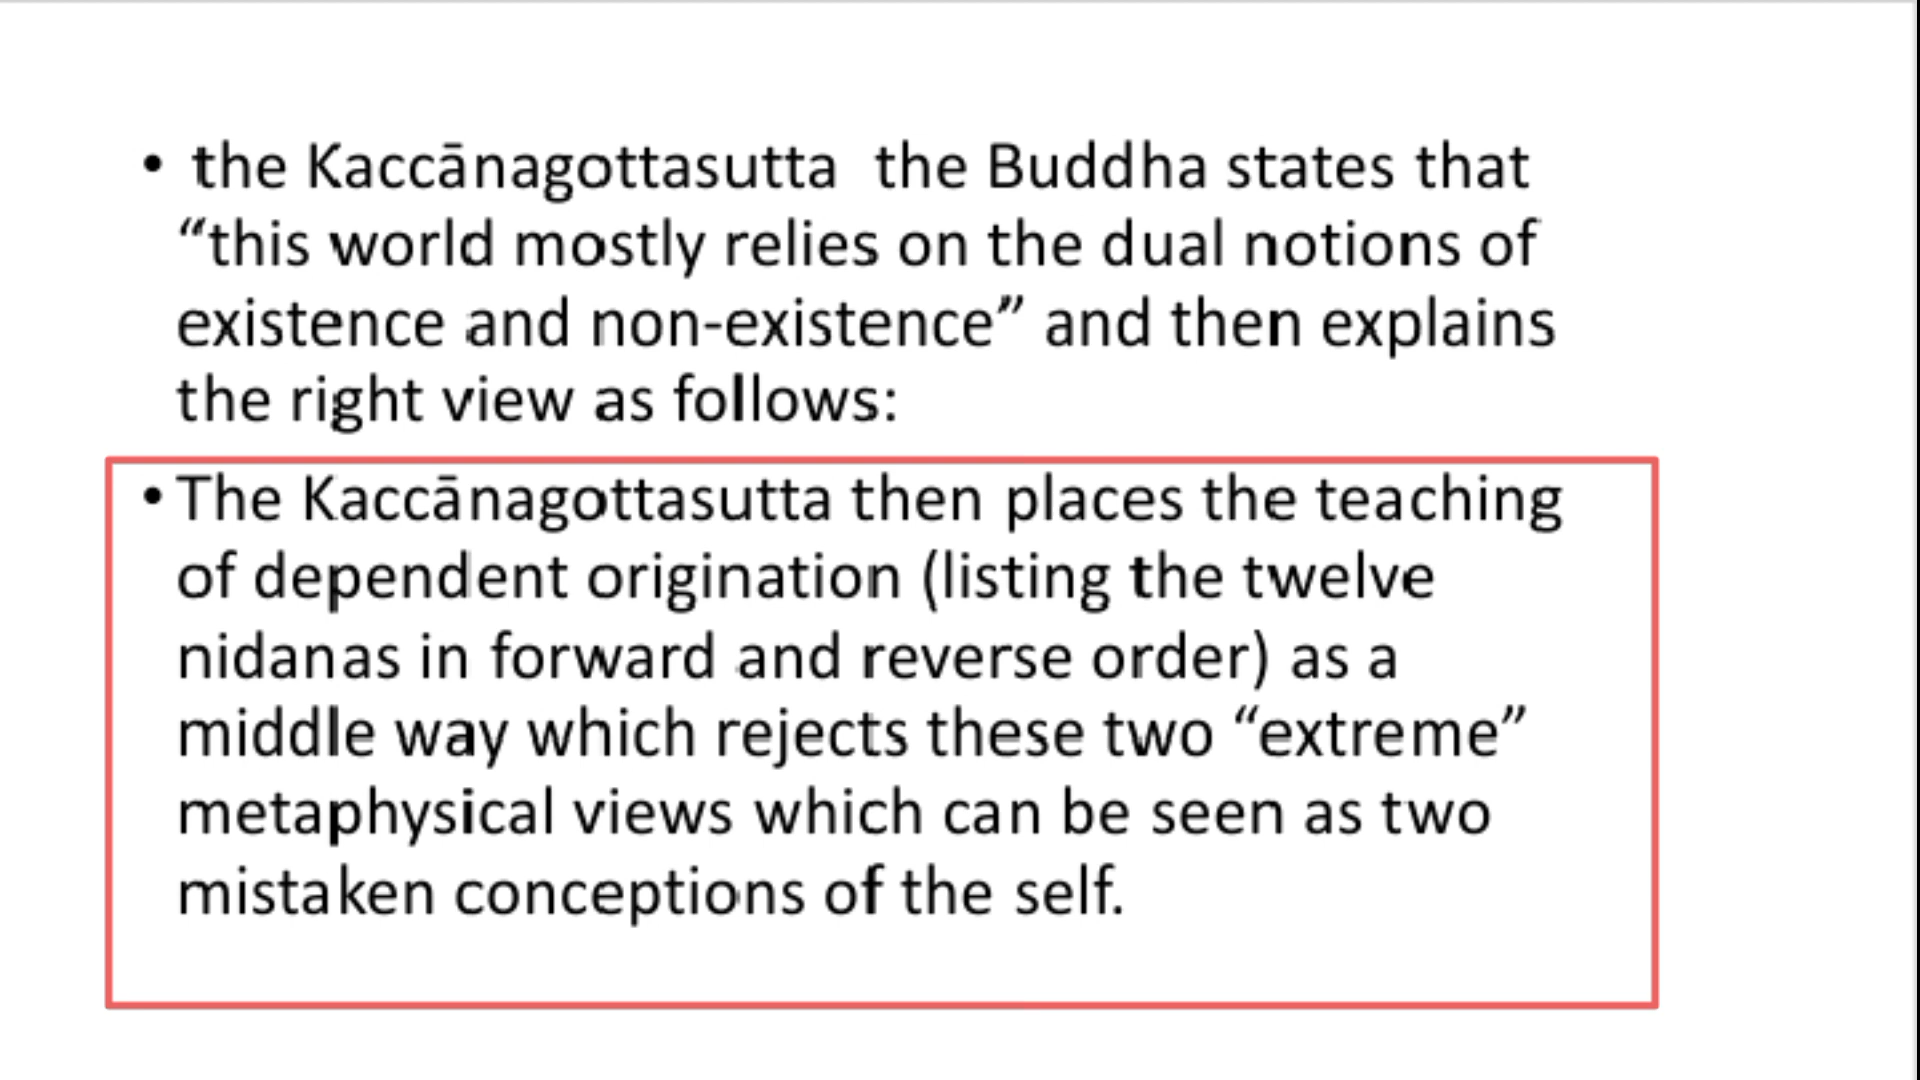 • the Kaccānagottasutta  the Buddha states that
“this world mostly relies on the dual notions of
existence and non-existence” and then explains
the right view as follows:
• The Kaccānagottasutta then places the teaching
of dependent origination (listing the twelve
nidanas in forward and reverse order) as a
middle way which rejects these two “extreme”
metaphysical views which can be seen as two
mistaken conceptions of the self.